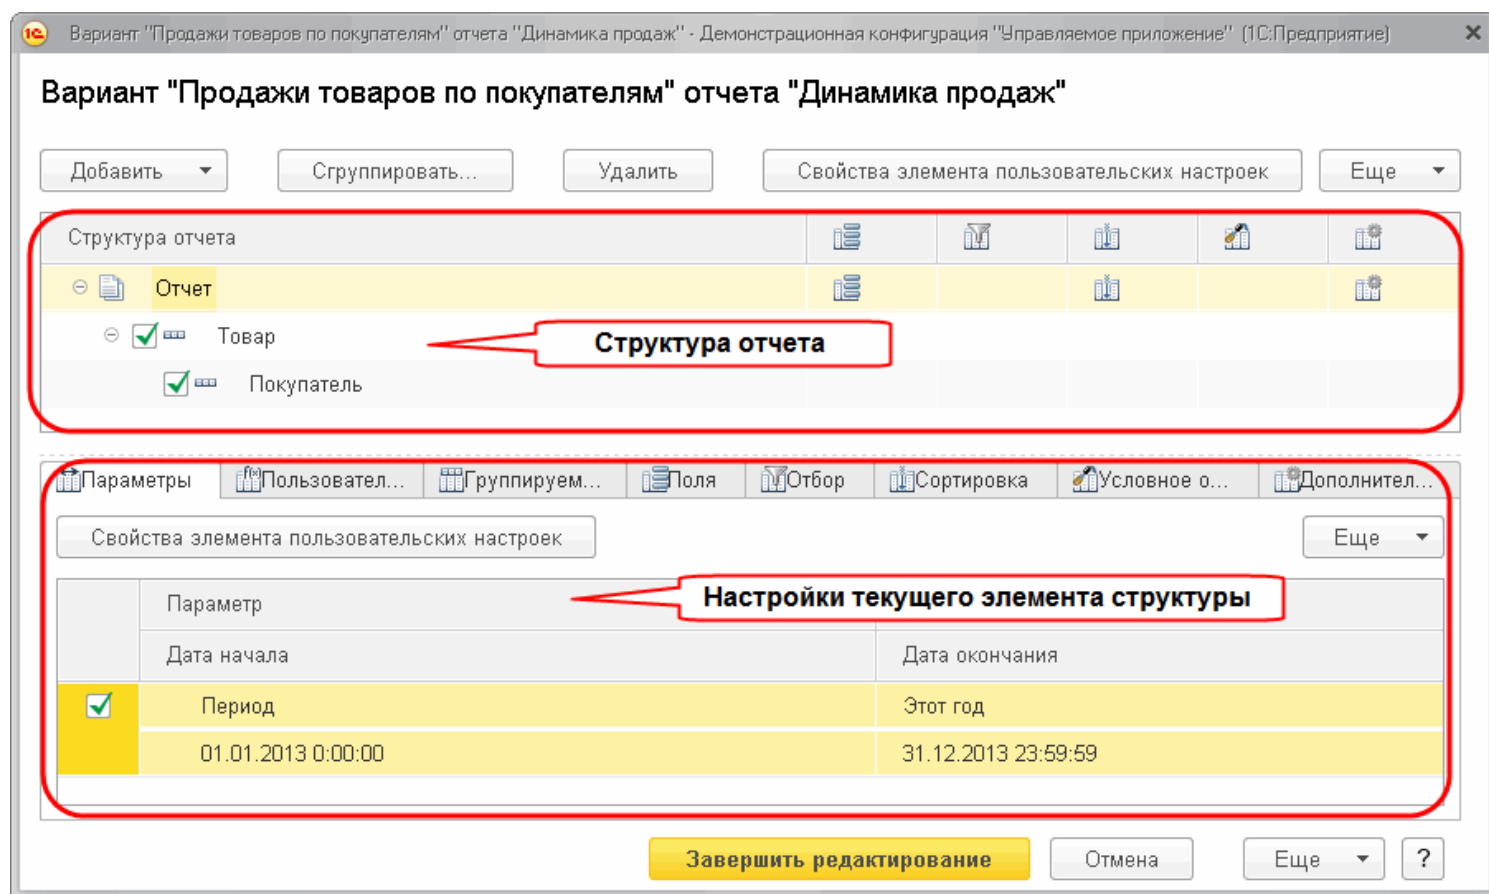 Вариант "Продажи товаров по покупателям" отчета "Динамика продаж" - Демонстрационная конфигурация "Управляемое приложение" (1С:Предприятие)
Вариант "Продажи товаров по покупателям" отчета "Динамика продаж"
Добавить Сгруппировать... Удалить Свойства элемента пользовательских настроек Еще
Структура отчета
Отчет
Товар
Структура отчета
Покупатель
Параметры Пользовател... Группируем... Поля Отбор Сортировка Условное о... Дополнител...
Свойства элемента пользовательских настроек Еще
Параметр
Настройки текущего элемента структуры
Дата начала Дата окончания
Период Этот год
01.01.2013 0:00:00 31.12.2013 23:59:59
Завершить редактирование Отмена Еще ?